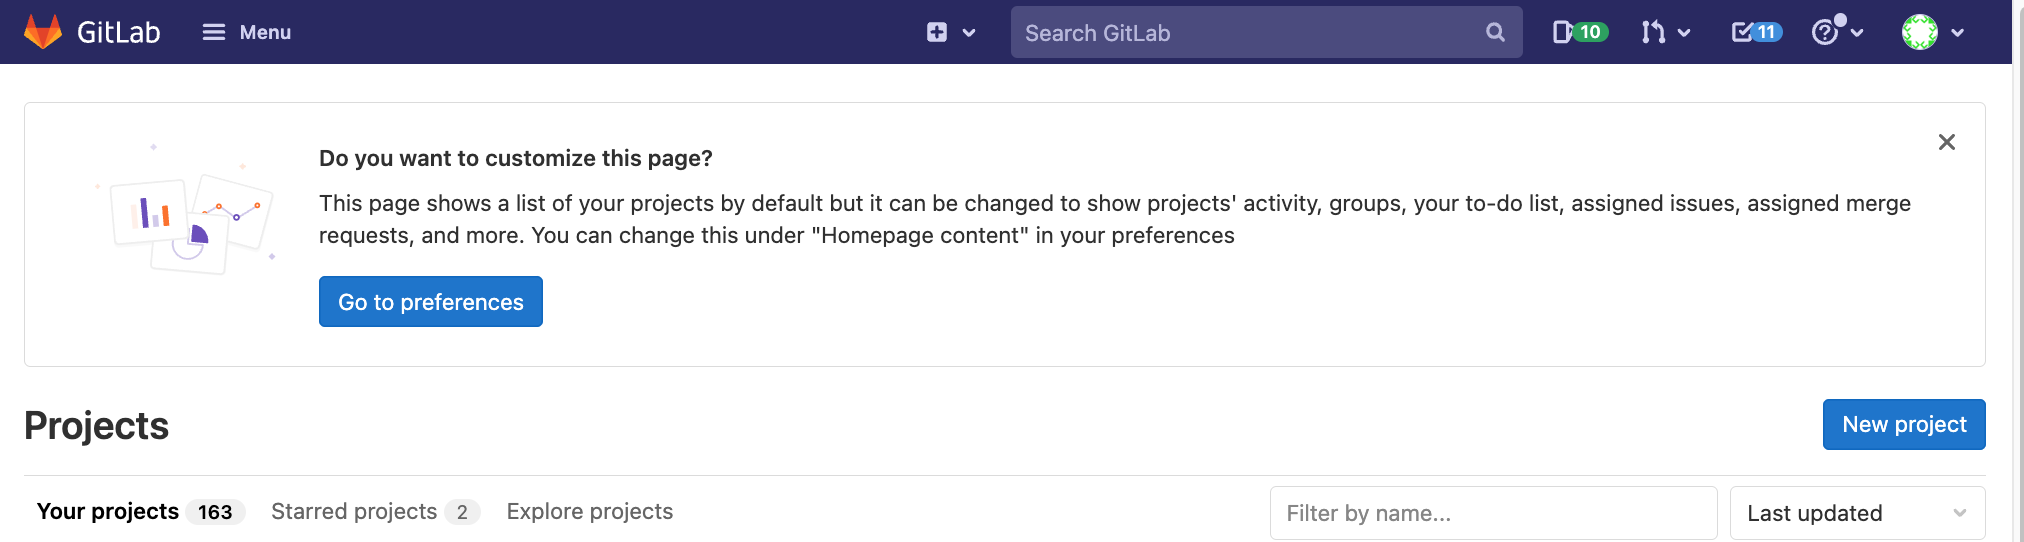 GitLab Menu Search GitLab 10 11
Do you want to customize this page?
This page shows a list of your projects by default but it can be changed to show projects' activity, groups, your to-do list, assigned issues, assigned merge
requests, and more. You can change this under "Homepage content" in your preferences
Go to preferences
Projects New project
Your projects 163 Starred projects 2 Explore projects Filter by name... Last updated